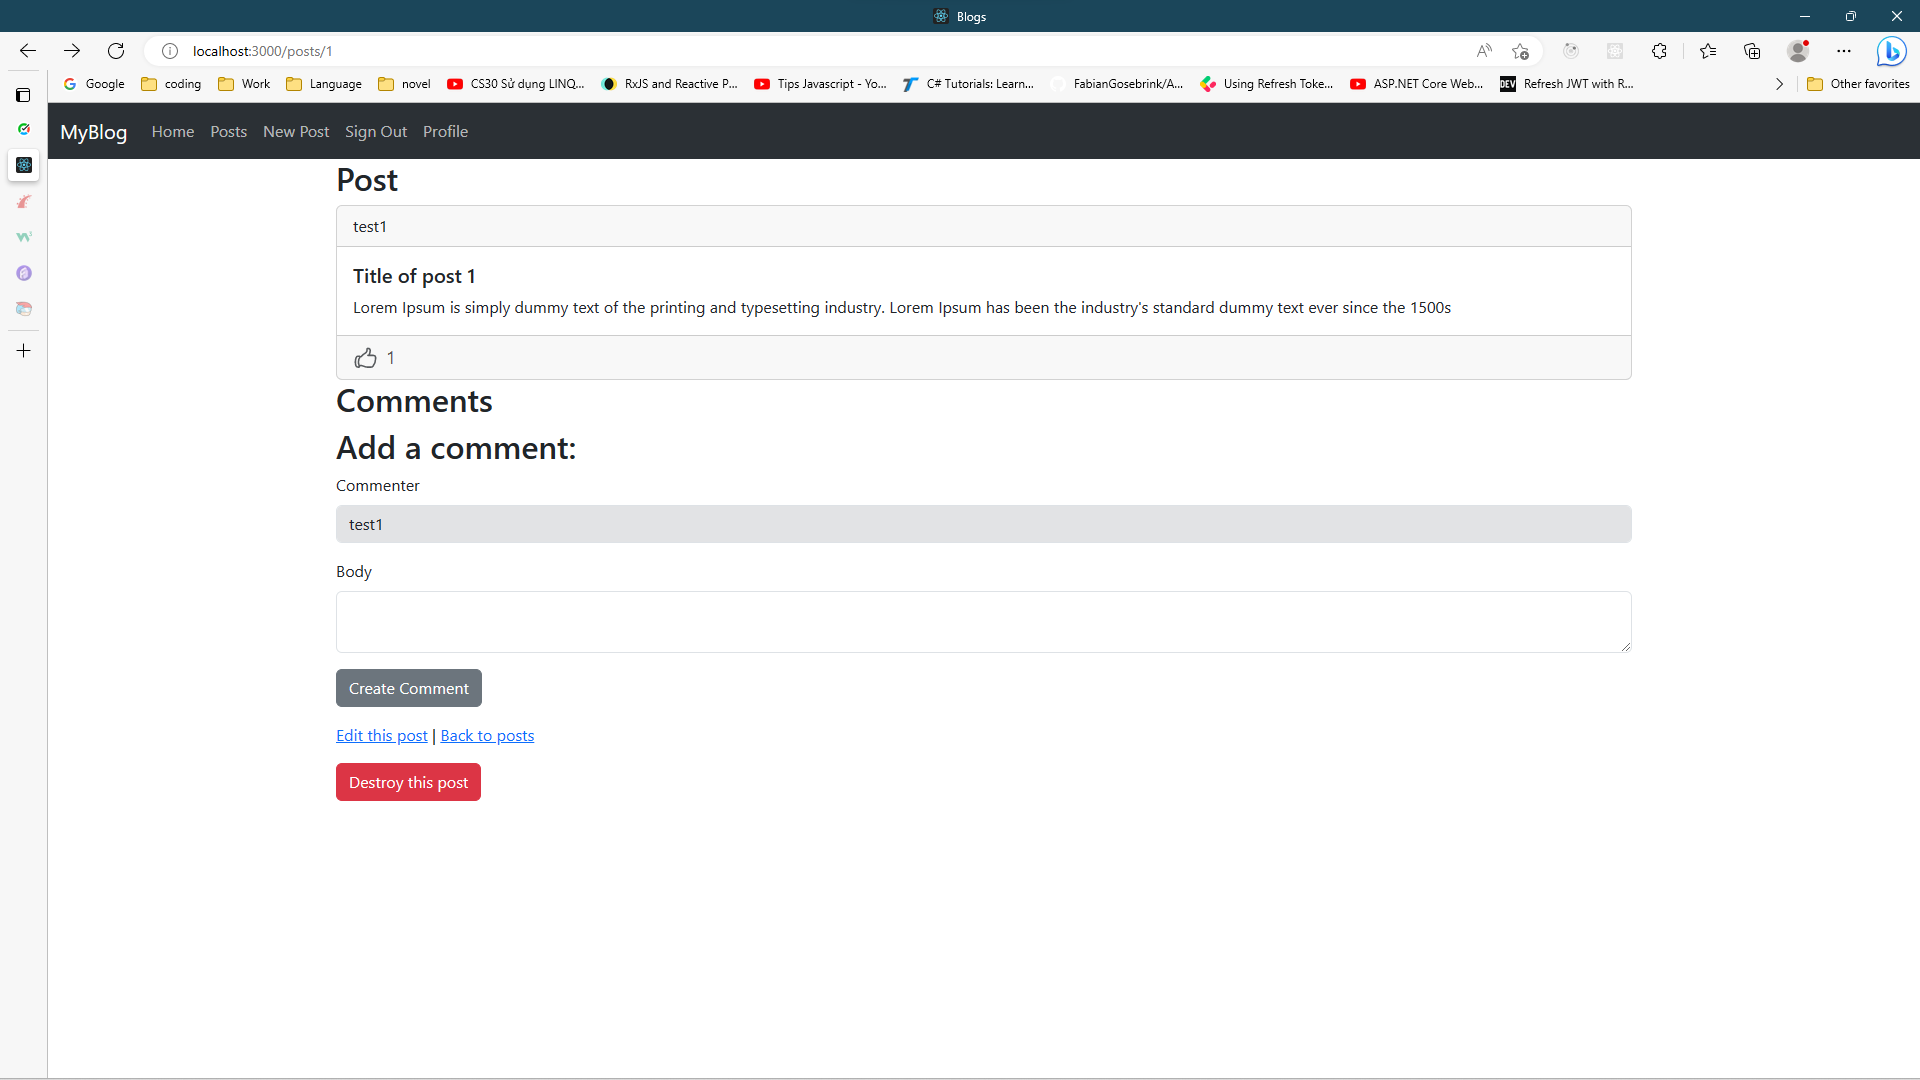 Blogs
localhost:3000/posts/1
Google coding Work Language novel CS30 Sử dụng LINQ... RxJS and Reactive P... Tips Javascript - Yo... C# Tutorials: Learn... FabianGosebrink/A... Using Refresh Toke... ASP.NET Core Web... DEV Refresh JWT with R... Other favorites
MyBlog Home Posts New Post Sign Out Profile
Post
test1
Title of post 1
Lorem Ipsum is simply dummy text of the printing and typesetting industry. Lorem Ipsum has been the industry's standard dummy text ever since the 1500s
1
Comments
Add a comment:
Commenter
test1
Body
Create Comment
Edit this post | Back to posts
Destroy this post